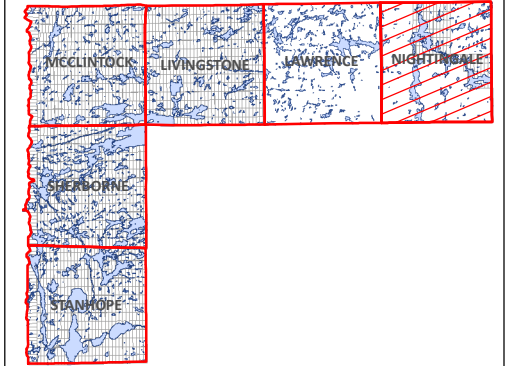 MCCLINTOCK
LIVINGSTONE
LAWRENCE
NIGHTINGALE
SHERBORNE
STANHOPE